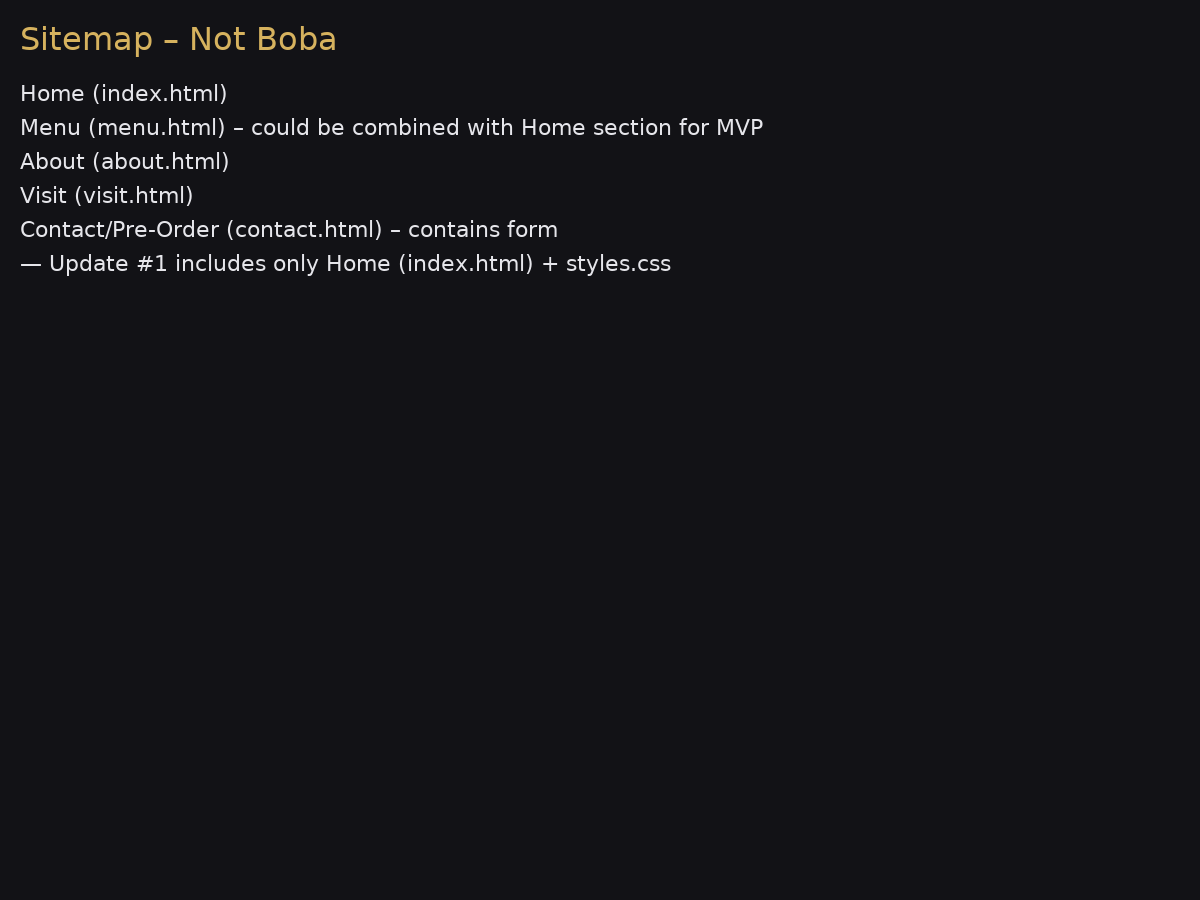 Sitemap – Not Boba
Home (index.html)
Menu (menu.html) – could be combined with Home section for MVP
About (about.html)
Visit (visit.html)
Contact/Pre-Order (contact.html) – contains form
— Update #1 includes only Home (index.html) + styles.css